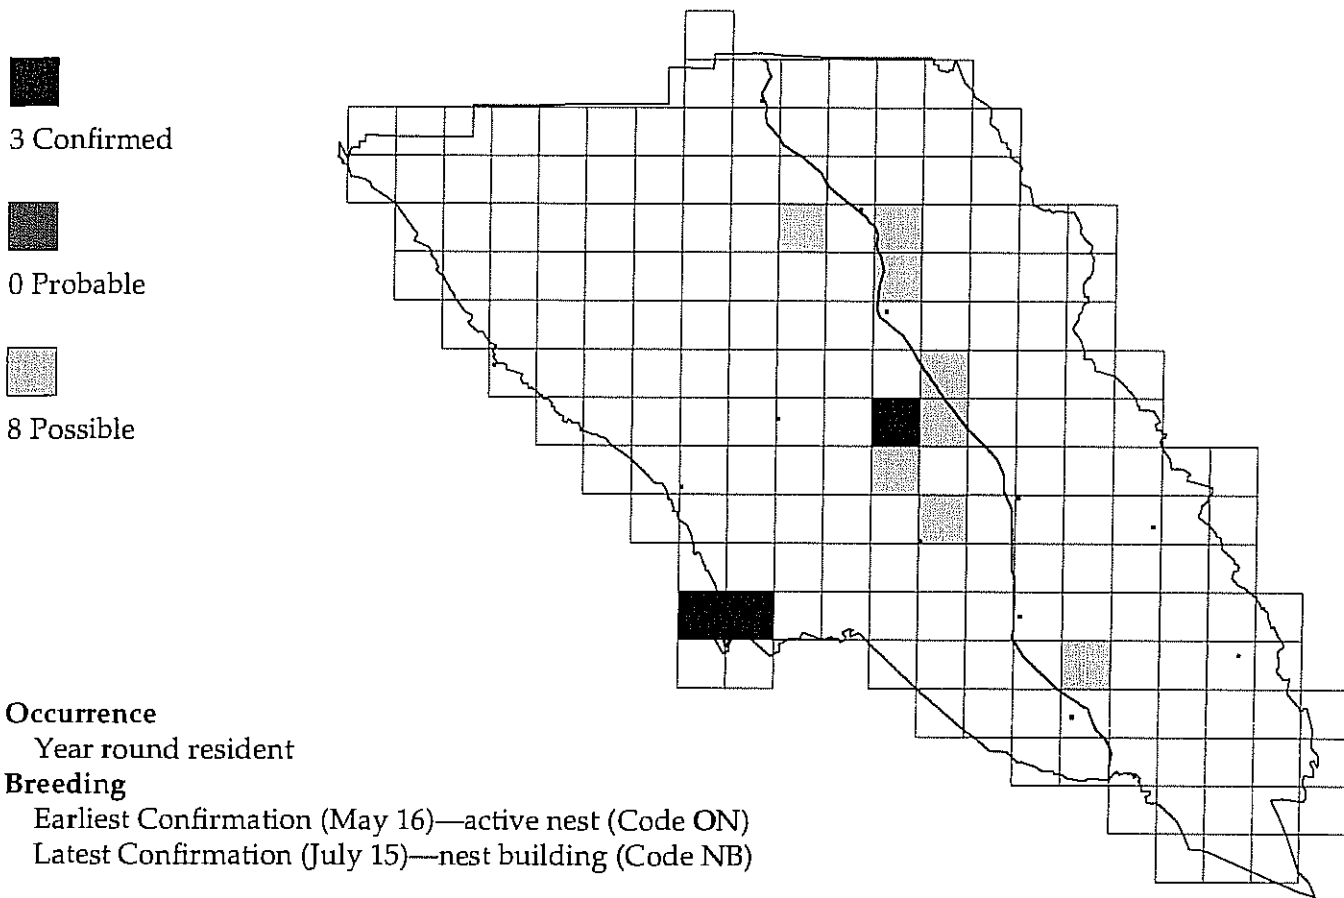 3 Confirmed
0 Probable
8 Possible
Occurrence
Year round resident
Breeding
Earliest Confirmation (May 16)—active nest (Code ON)
Latest Confirmation (July 15)—nest building (Code NB)